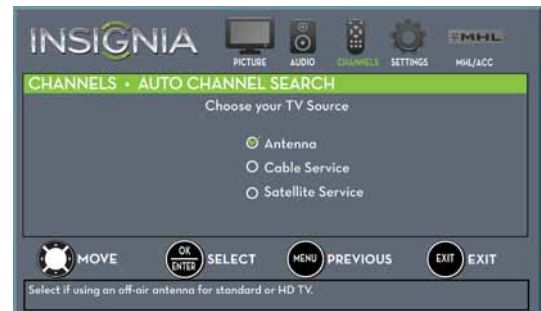 INSIGNIA
PICTURE AUDIO CHANNELS SETTINGS MHL/ACC
MHL
CHANNELS • AUTO CHANNEL SEARCH
Choose your TV Source
Antenna
Cable Service
Satellite Service
MOVE OK ENTER SELECT MENU PREVIOUS EXIT EXIT
Select if using an off-air antenna for standard or HD TV.